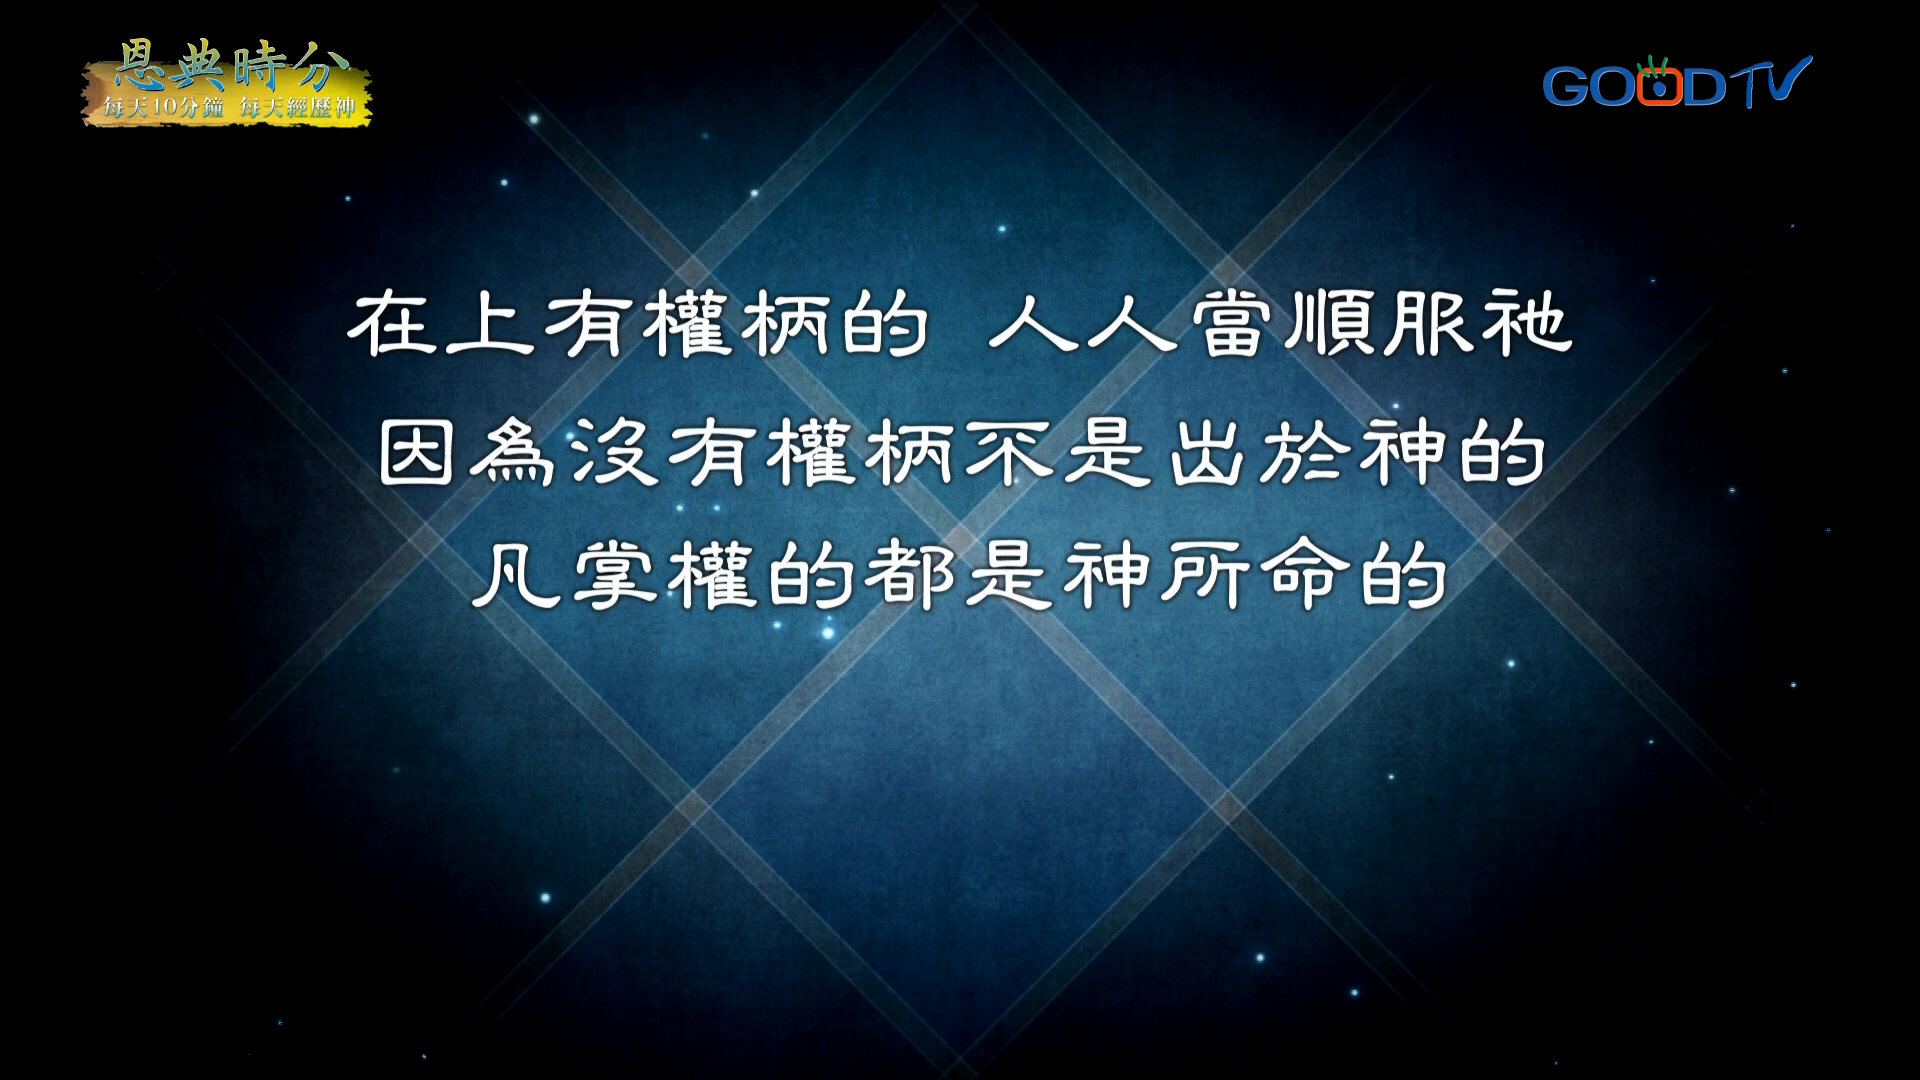 恩典時分
每天10分鐘 每天經歷神
GOOD TV
在上有權柄的 人人當順服祂
因為沒有權柄不是出於神的
凡掌權的都是神所命的